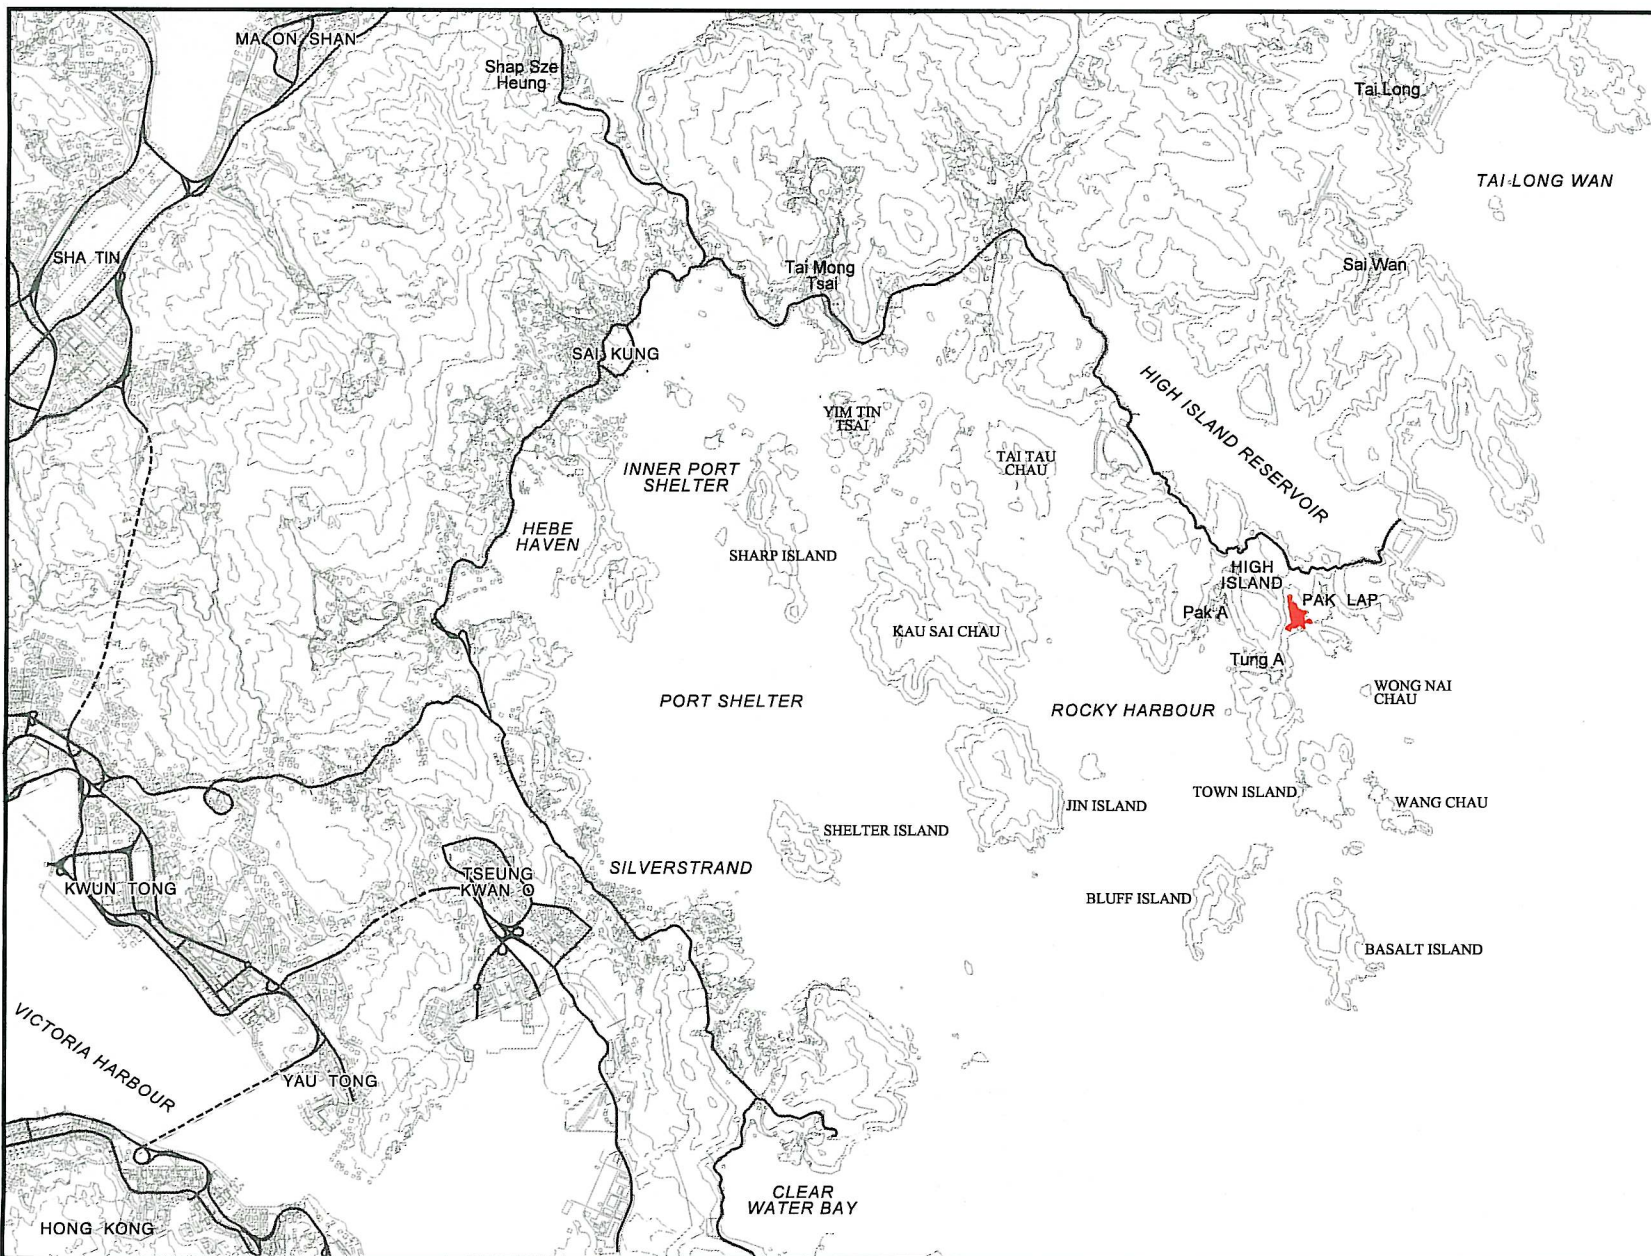 MA ON SHAN
Shap Sze
Heung
Tai Long
TAI LONG WAN
SHA TIN
Tai Mong
Tsai
Sai Wan
SAI KUNG
HIGH ISLAND RESERVOIR
YIM TIN
TSAI
TAI TAU
CHAU
INNER PORT
SHELTER
HEBE
HAVEN
SHARP ISLAND
HIGH
ISLAND
PAK LAP
Pak A
KAU SAI CHAU
Tung A
WONG NAI
CHAU
PORT SHELTER
ROCKY HARBOUR
TOWN ISLAND
JIN ISLAND
WANG CHAU
SHELTER ISLAND
SILVERSTRAND
TSEUNG
KWAN O
KWUN TONG
BLUFF ISLAND
BASALT ISLAND
VICTORIA HARBOUR
YAU TONG
CLEAR
WATER BAY
HONG KONG